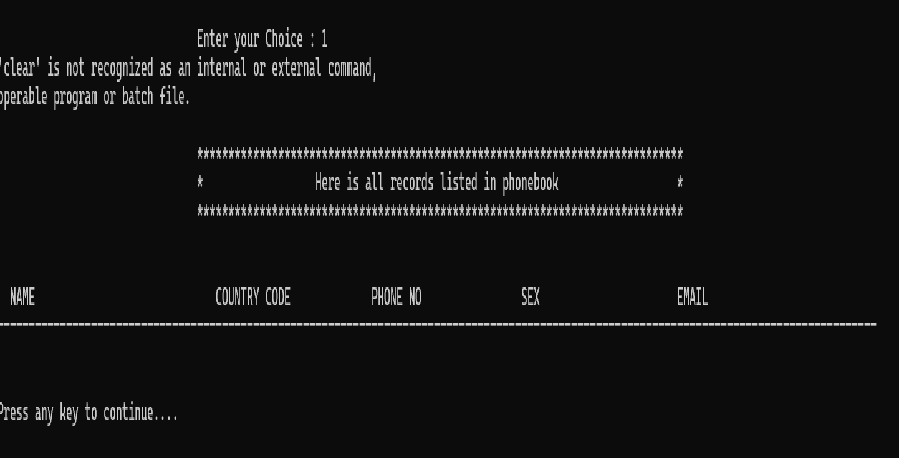 Enter your Choice : 1
'clear' is not recognized as an internal or external command,
operable program or batch file.
******************************************************************************
* Here is all records listed in phonebook *
******************************************************************************
NAME COUNTRY CODE PHONE NO SEX EMAIL
---------------------------------------------------------------------------------------------------------------------------------------------
Press any key to continue....